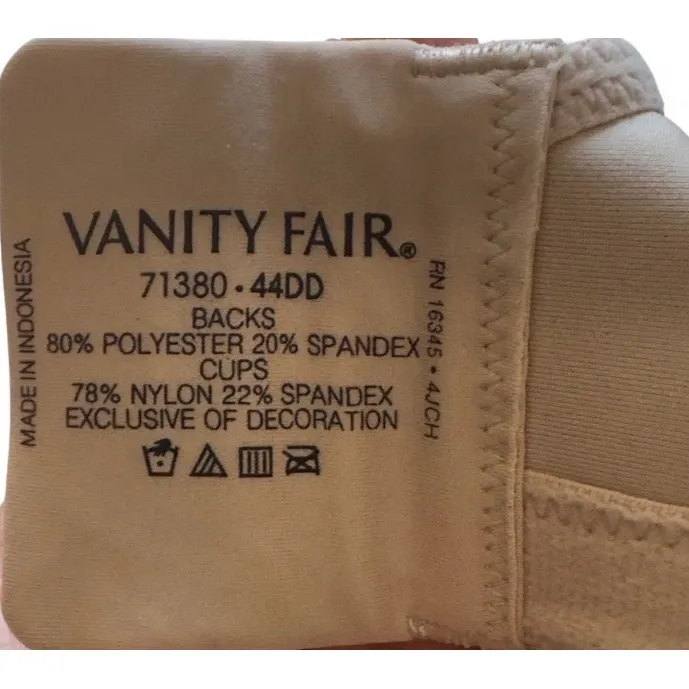 VANITY FAIR®
71380 • 44DD
BACKS
80% POLYESTER 20% SPANDEX
CUPS
78% NYLON 22% SPANDEX
EXCLUSIVE OF DECORATION
MADE IN INDONESIA
RN 16345 • 4JCH